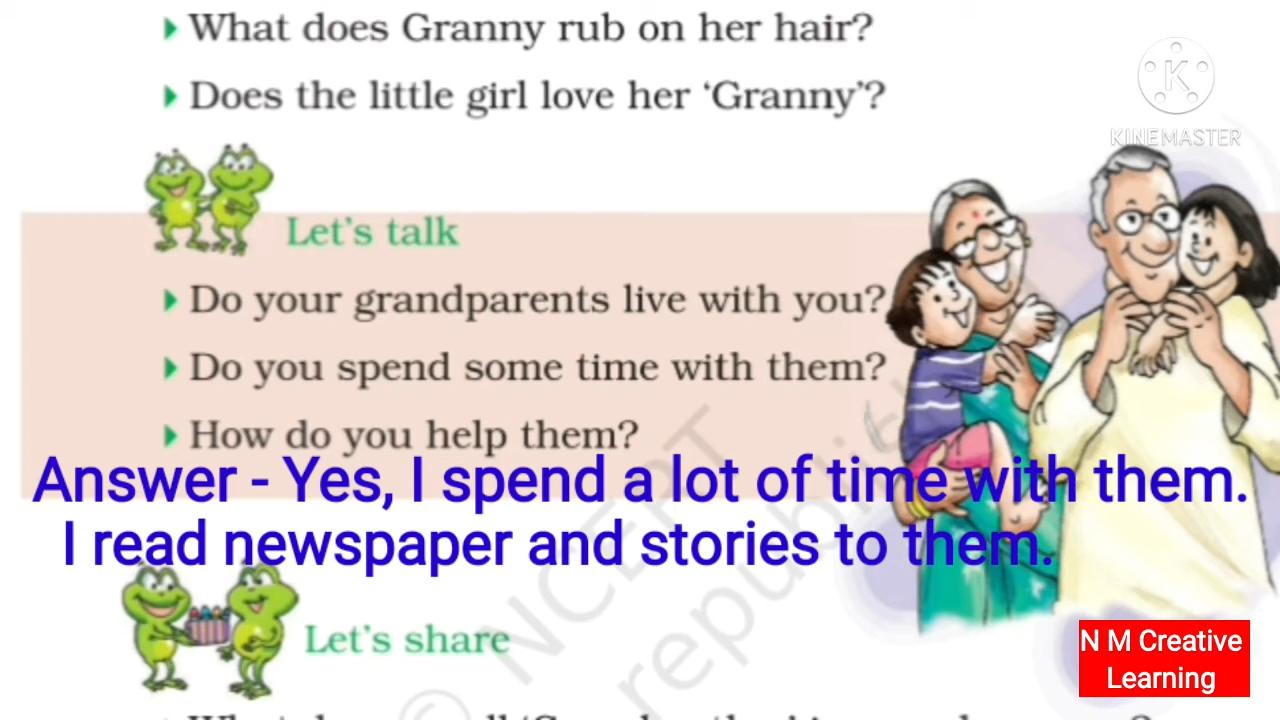 What does Granny rub on her hair?
Does the little girl love her ‘Granny’?
KINEMASTER
Let’s talk
Do your grandparents live with you?
Do you spend some time with them?
How do you help them?
Answer - Yes, I spend a lot of time with them.
I read newspaper and stories to them.
Let’s share
© NCERT
republi
N M Creative
Learning